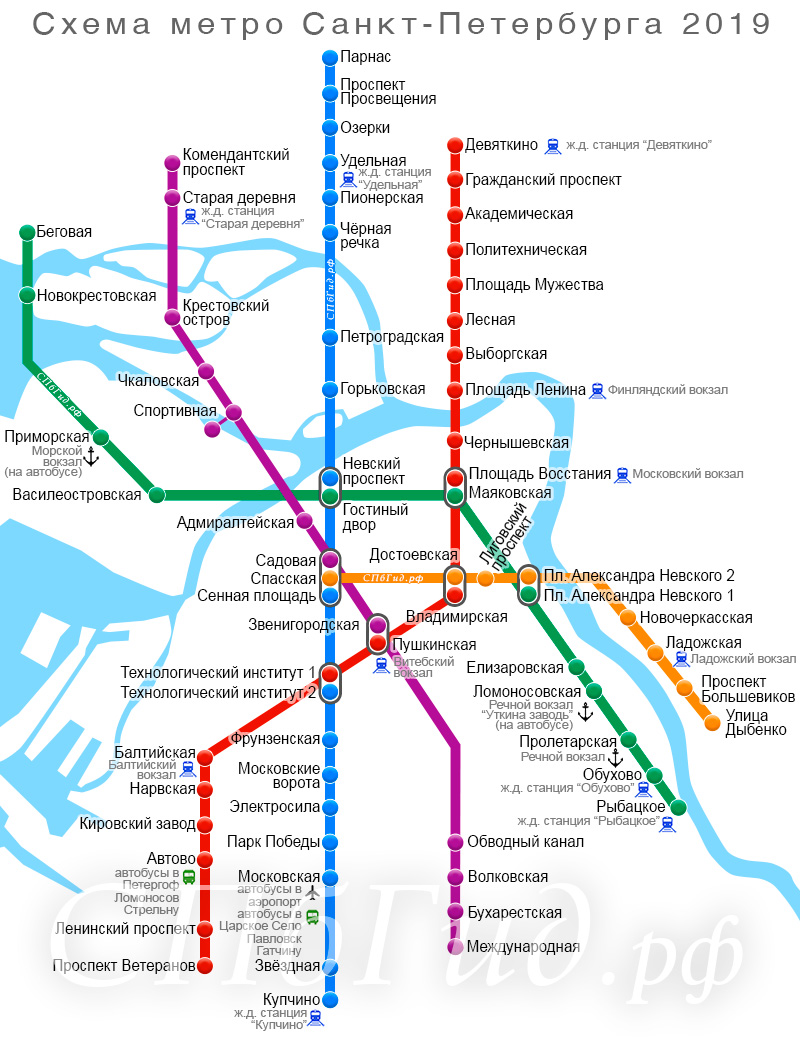 Схема метро Санкт-Петербурга 2019
Парнас
Проспект
Просвещения
Озерки
Удельная
ж.д. станция
“Удельная”
Пионерская
Чёрная
речка
Петроградская
Горьковская
Невский
проспект
Гостиный
двор
Девяткино
ж.д. станция “Девяткино”
Гражданский проспект
Академическая
Политехническая
Площадь Мужества
Лесная
Выборгская
Площадь Ленина
Финляндский вокзал
Чернышевская
Площадь Восстания
Московский вокзал
Маяковская
Комендантский
проспект
Старая деревня
ж.д. станция
“Старая деревня”
Крестовский
остров
Чкаловская
Спортивная
Адмиралтейская
Беговая
Новокрестовская
СПбГид.рф
СПбГид.рф
Приморская
Морской
вокзал
(на автобусе)
Василеостровская
Садовая
Спасская
Сенная площадь
СПбГид.рф
Достоевская
Лиговский
проспект
Владимирская
Пл. Александра Невского 2
Пл. Александра Невского 1
Новочеркасская
Ладожская
Ладожский вокзал
Проспект
Большевиков
Улица
Дыбенко
Звенигородская
Пушкинская
Витебский
вокзал
Технологический институт 1
Технологический институт 2
Елизаровская
Ломоносовская
Речной вокзал
“Уткина заводь”
(на автобусе)
Пролетарская
Речной вокзал
Обухово
ж.д. станция “Обухово”
Рыбацкое
ж.д. станция “Рыбацкое”
Балтийская
Балтийский
вокзал
Нарвская
Кировский завод
Автово
автобусы в
Петергоф
Ломоносов
Стрельну
Ленинский проспект
Проспект Ветеранов
Фрунзенская
Московские
ворота
Электросила
Парк Победы
Московская
автобусы в
аэропорт
автобусы в
Царское Село
Павловск
Гатчину
Звёздная
Купчино
ж.д. станция
“Купчино”
Обводный канал
Волковская
Бухарестская
Международная
СПбГид.рф